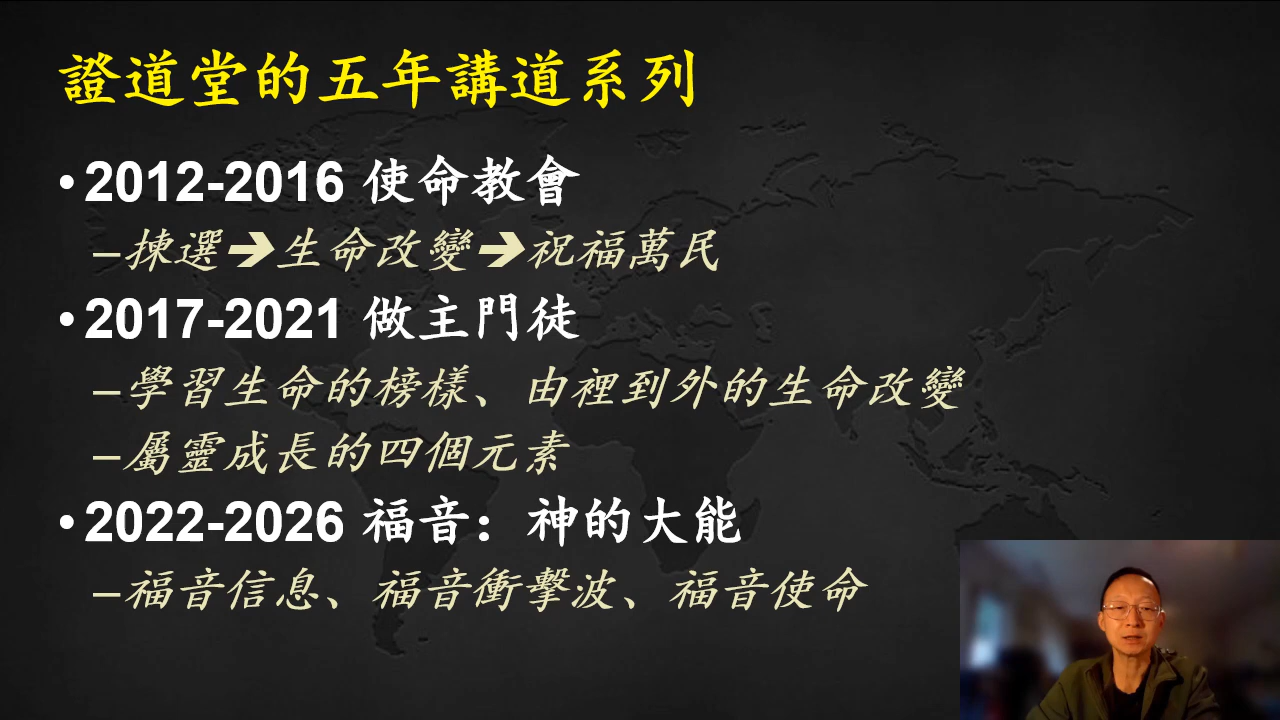 證道堂的五年講道系列
•2012-2016 使命教會
–揀選➔生命改變➔祝福萬民
•2017-2021 做主門徒
–學習生命的榜樣、由裡到外的生命改變
–屬靈成長的四個元素
•2022-2026 福音：神的大能
–福音信息、福音衝擊波、福音使命